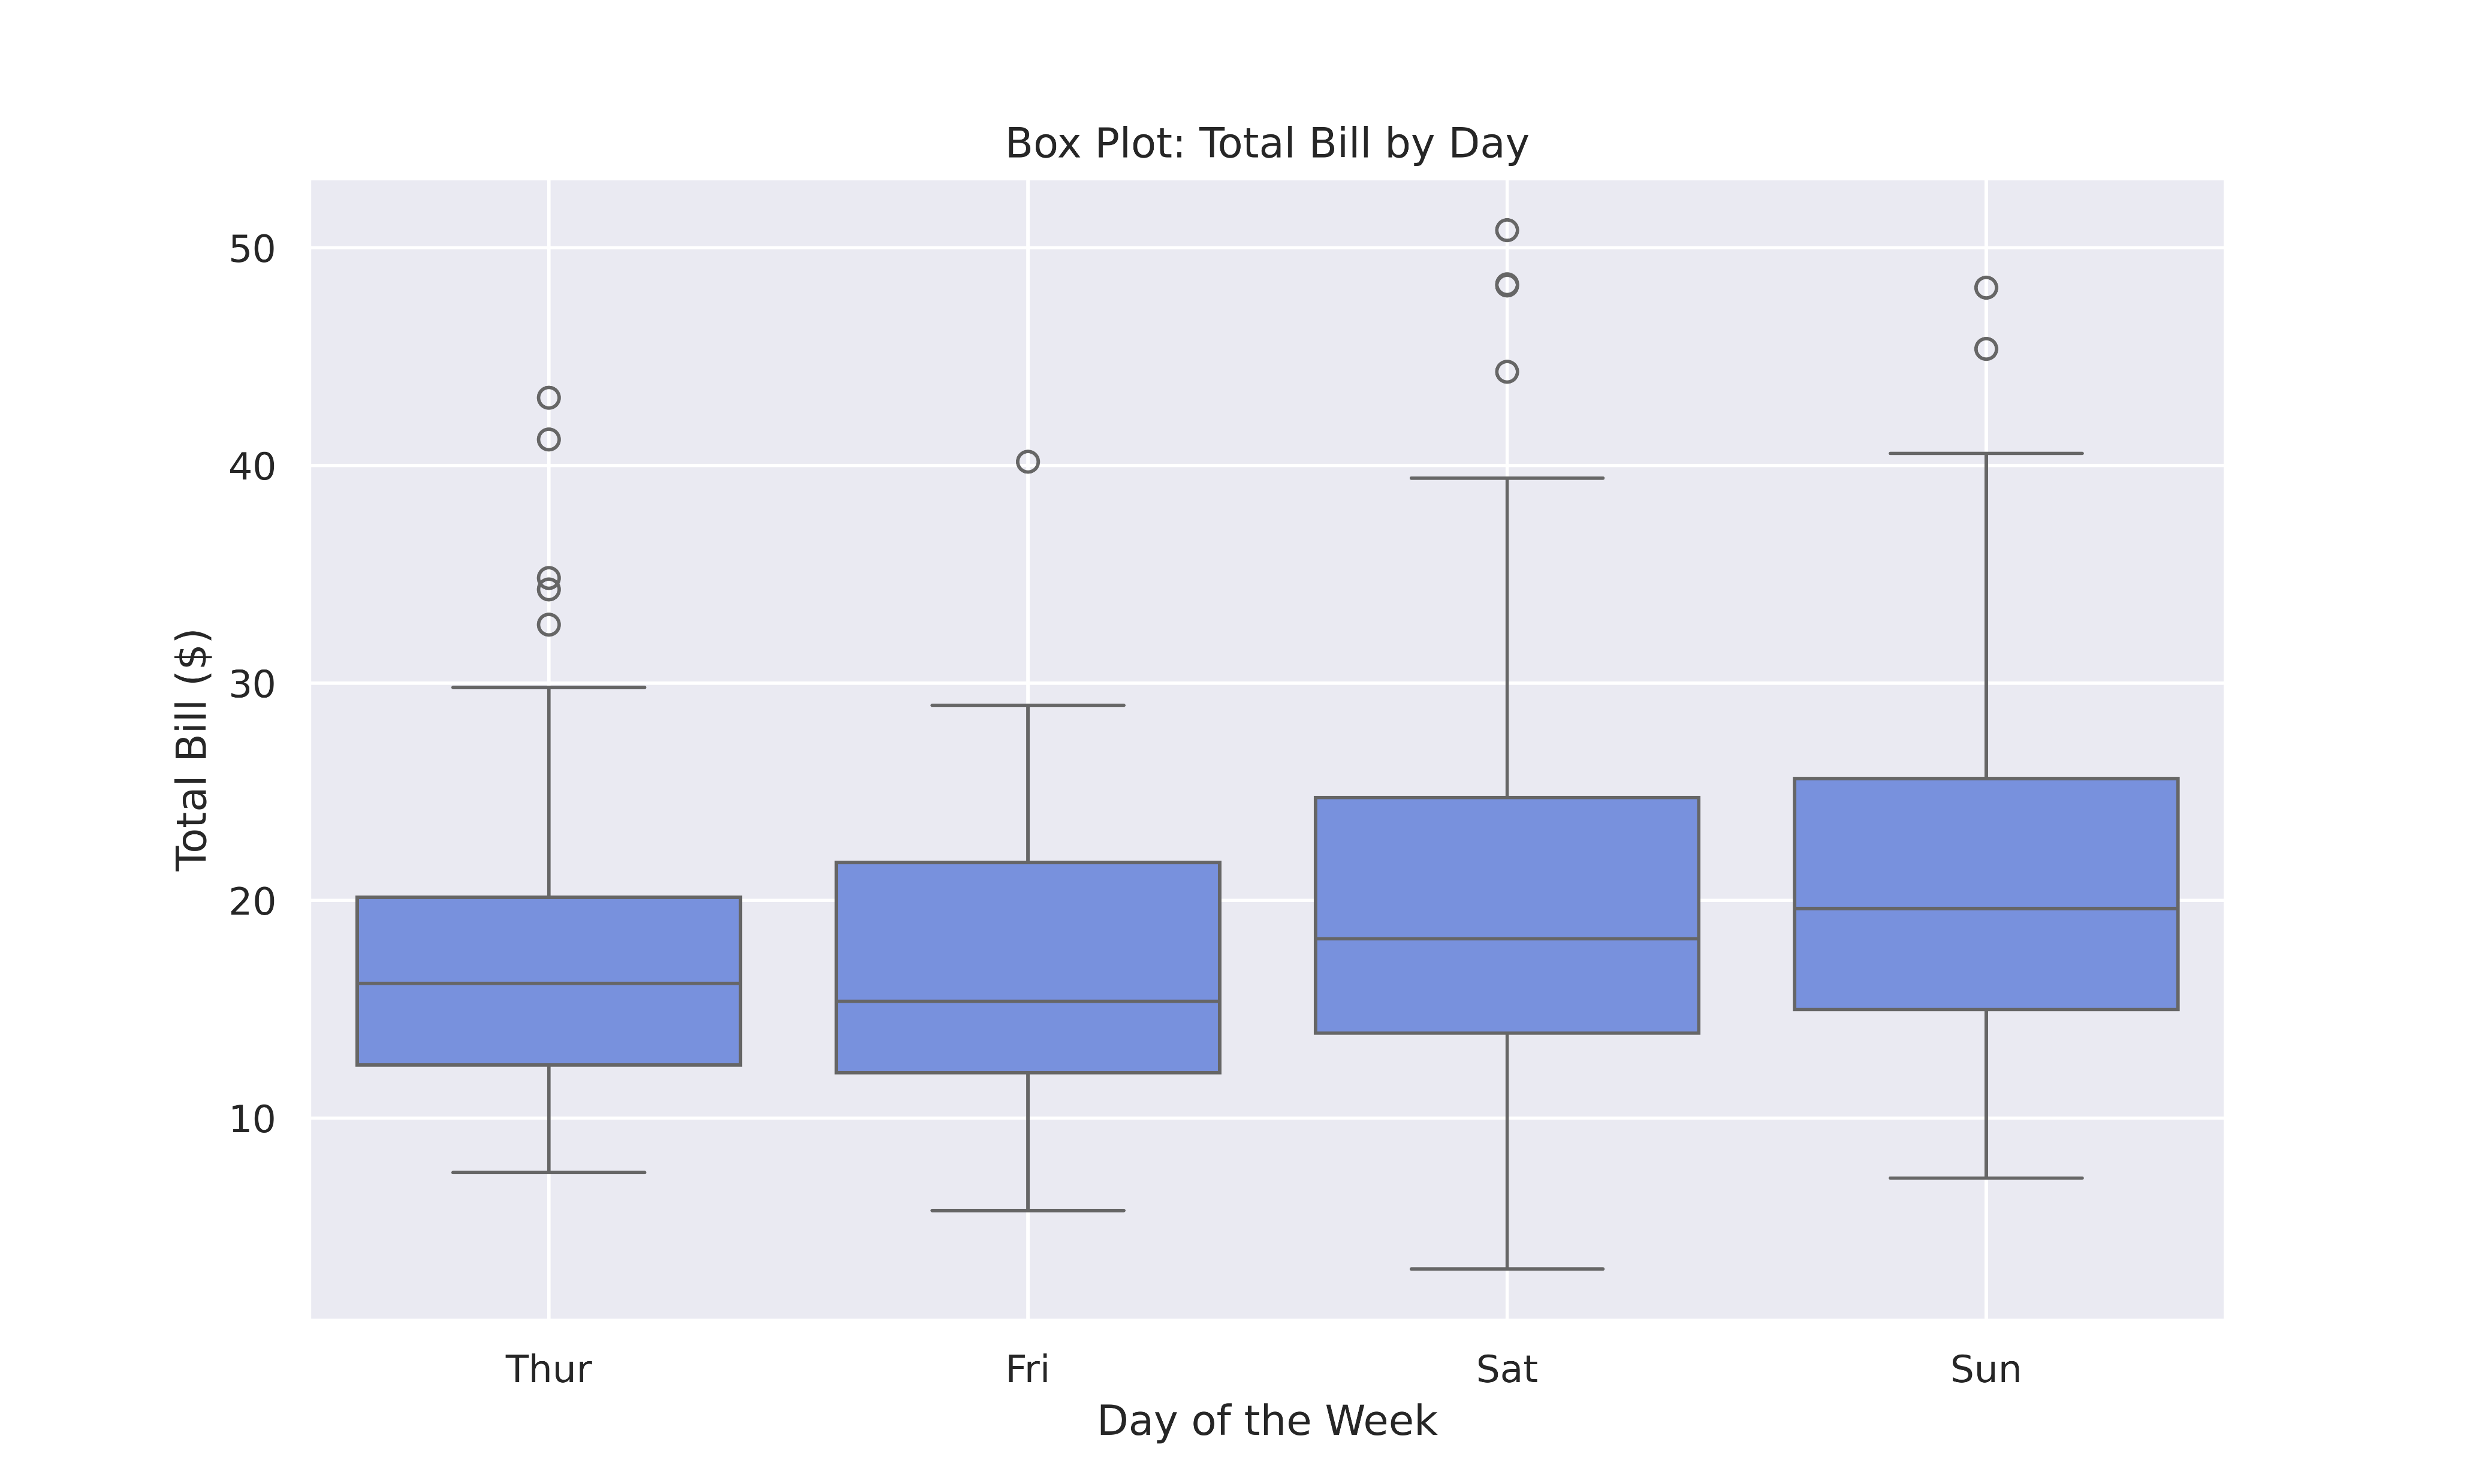 Box Plot: Total Bill by Day
Total Bill ($)
50
40
30
20
10
Thur Fri Sat Sun
Day of the Week